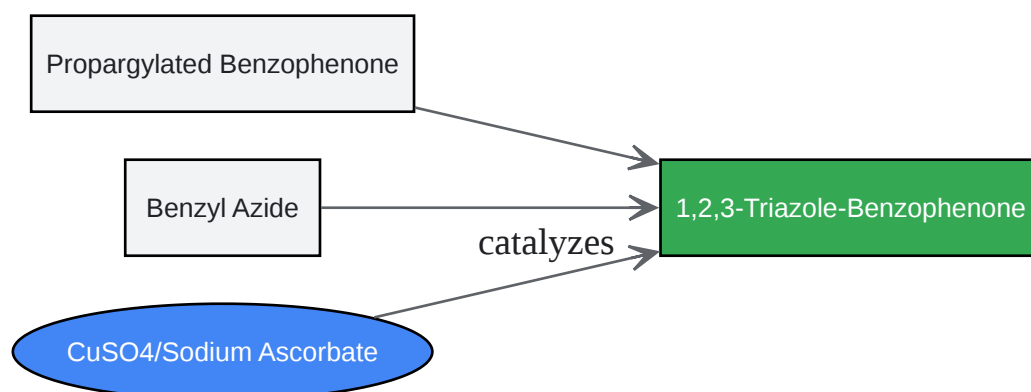 Propargylated Benzophenone
Benzyl Azide
1,2,3-Triazole-Benzophenone
catalyzes
CuSO4/Sodium Ascorbate